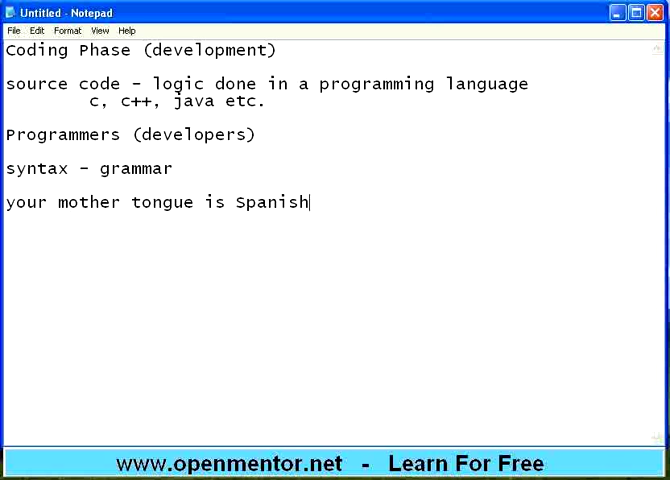 Untitled - Notepad
File Edit Format View Help
Coding Phase (development)
source code - logic done in a programming language
c, c++, java etc.
Programmers (developers)
syntax - grammar
your mother tongue is Spanish
www.openmentor.net - Learn For Free